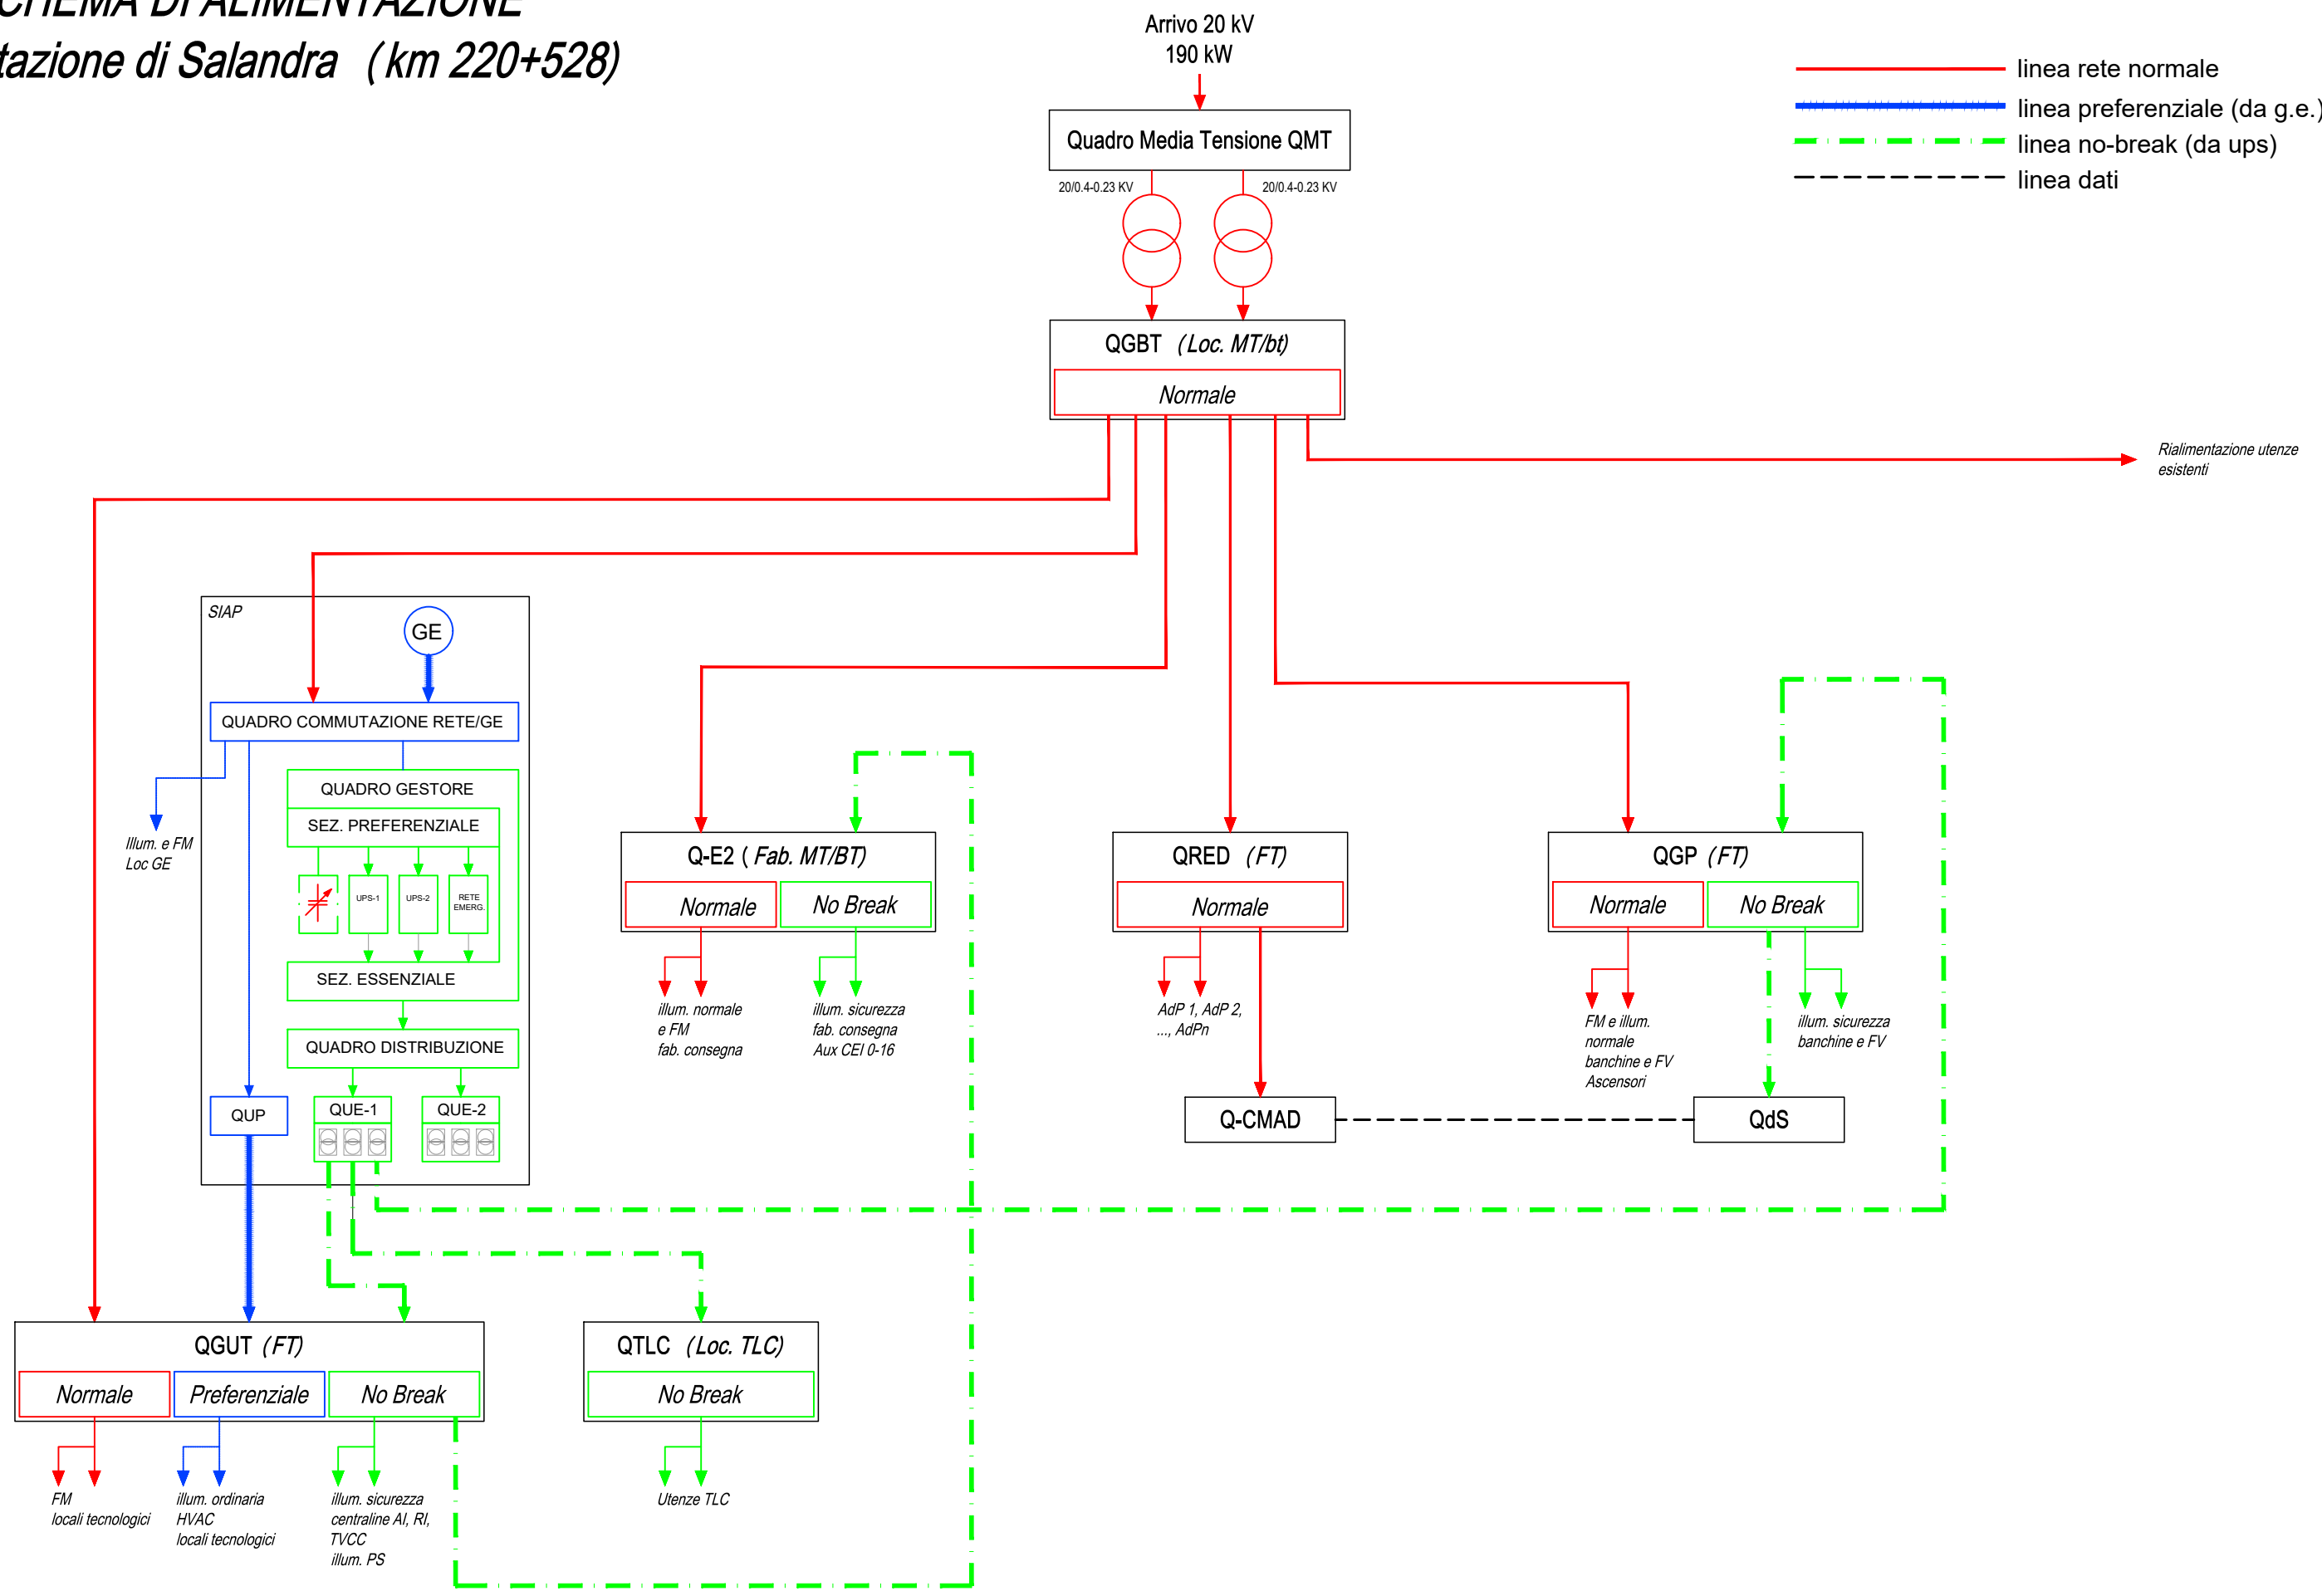 CHEMA DI ALIMENTAZIONE
tazione di Salandra (km 220+528)
Arrivo 20 kV
190 kW
linea rete normale
linea preferenziale (da g.e.)
linea no-break (da ups)
linea dati
Quadro Media Tensione QMT
20/0.4-0.23 KV
20/0.4-0.23 KV
QGBT (Loc. MT/bt)
Normale
Rialimentazione utenze
esistenti
SIAP
GE
QUADRO COMMUTAZIONE RETE/GE
QUADRO GESTORE
SEZ. PREFERENZIALE
Illum. e FM
Loc GE
UPS-1
UPS-2
RETE
EMERG.
SEZ. ESSENZIALE
QUADRO DISTRIBUZIONE
QUP
QUE-1
QUE-2
Q-E2 ( Fab. MT/BT)
Normale
No Break
illum. normale
e FM
fab. consegna
illum. sicurezza
fab. consegna
Aux CEI 0-16
QRED (FT)
Normale
AdP 1, AdP 2,
..., AdPn
QGP (FT)
Normale
No Break
FM e illum.
normale
banchine e FV
Ascensori
illum. sicurezza
banchine e FV
Q-CMAD
QdS
QGUT (FT)
Normale
Preferenziale
No Break
FM
locali tecnologici
illum. ordinaria
HVAC
locali tecnologici
illum. sicurezza
centraline AI, RI,
TVCC
illum. PS
QTLC (Loc. TLC)
No Break
Utenze TLC